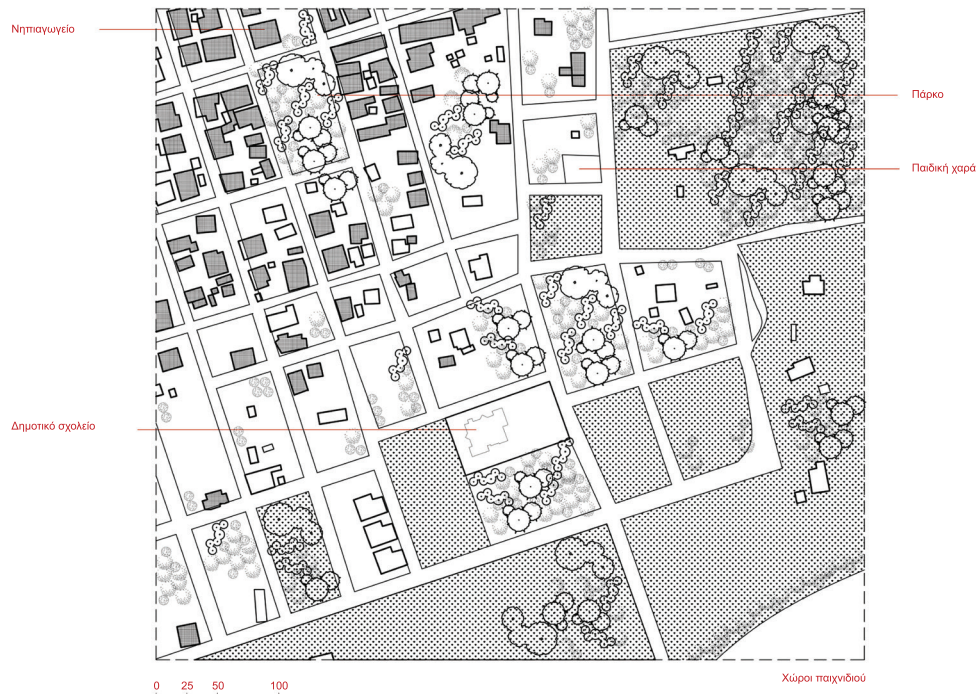 Νηπιαγωγείο
Πάρκο
Παιδική χαρά
Δημοτικό σχολείο
Χώροι παιχνιδιού
0 25 50 100